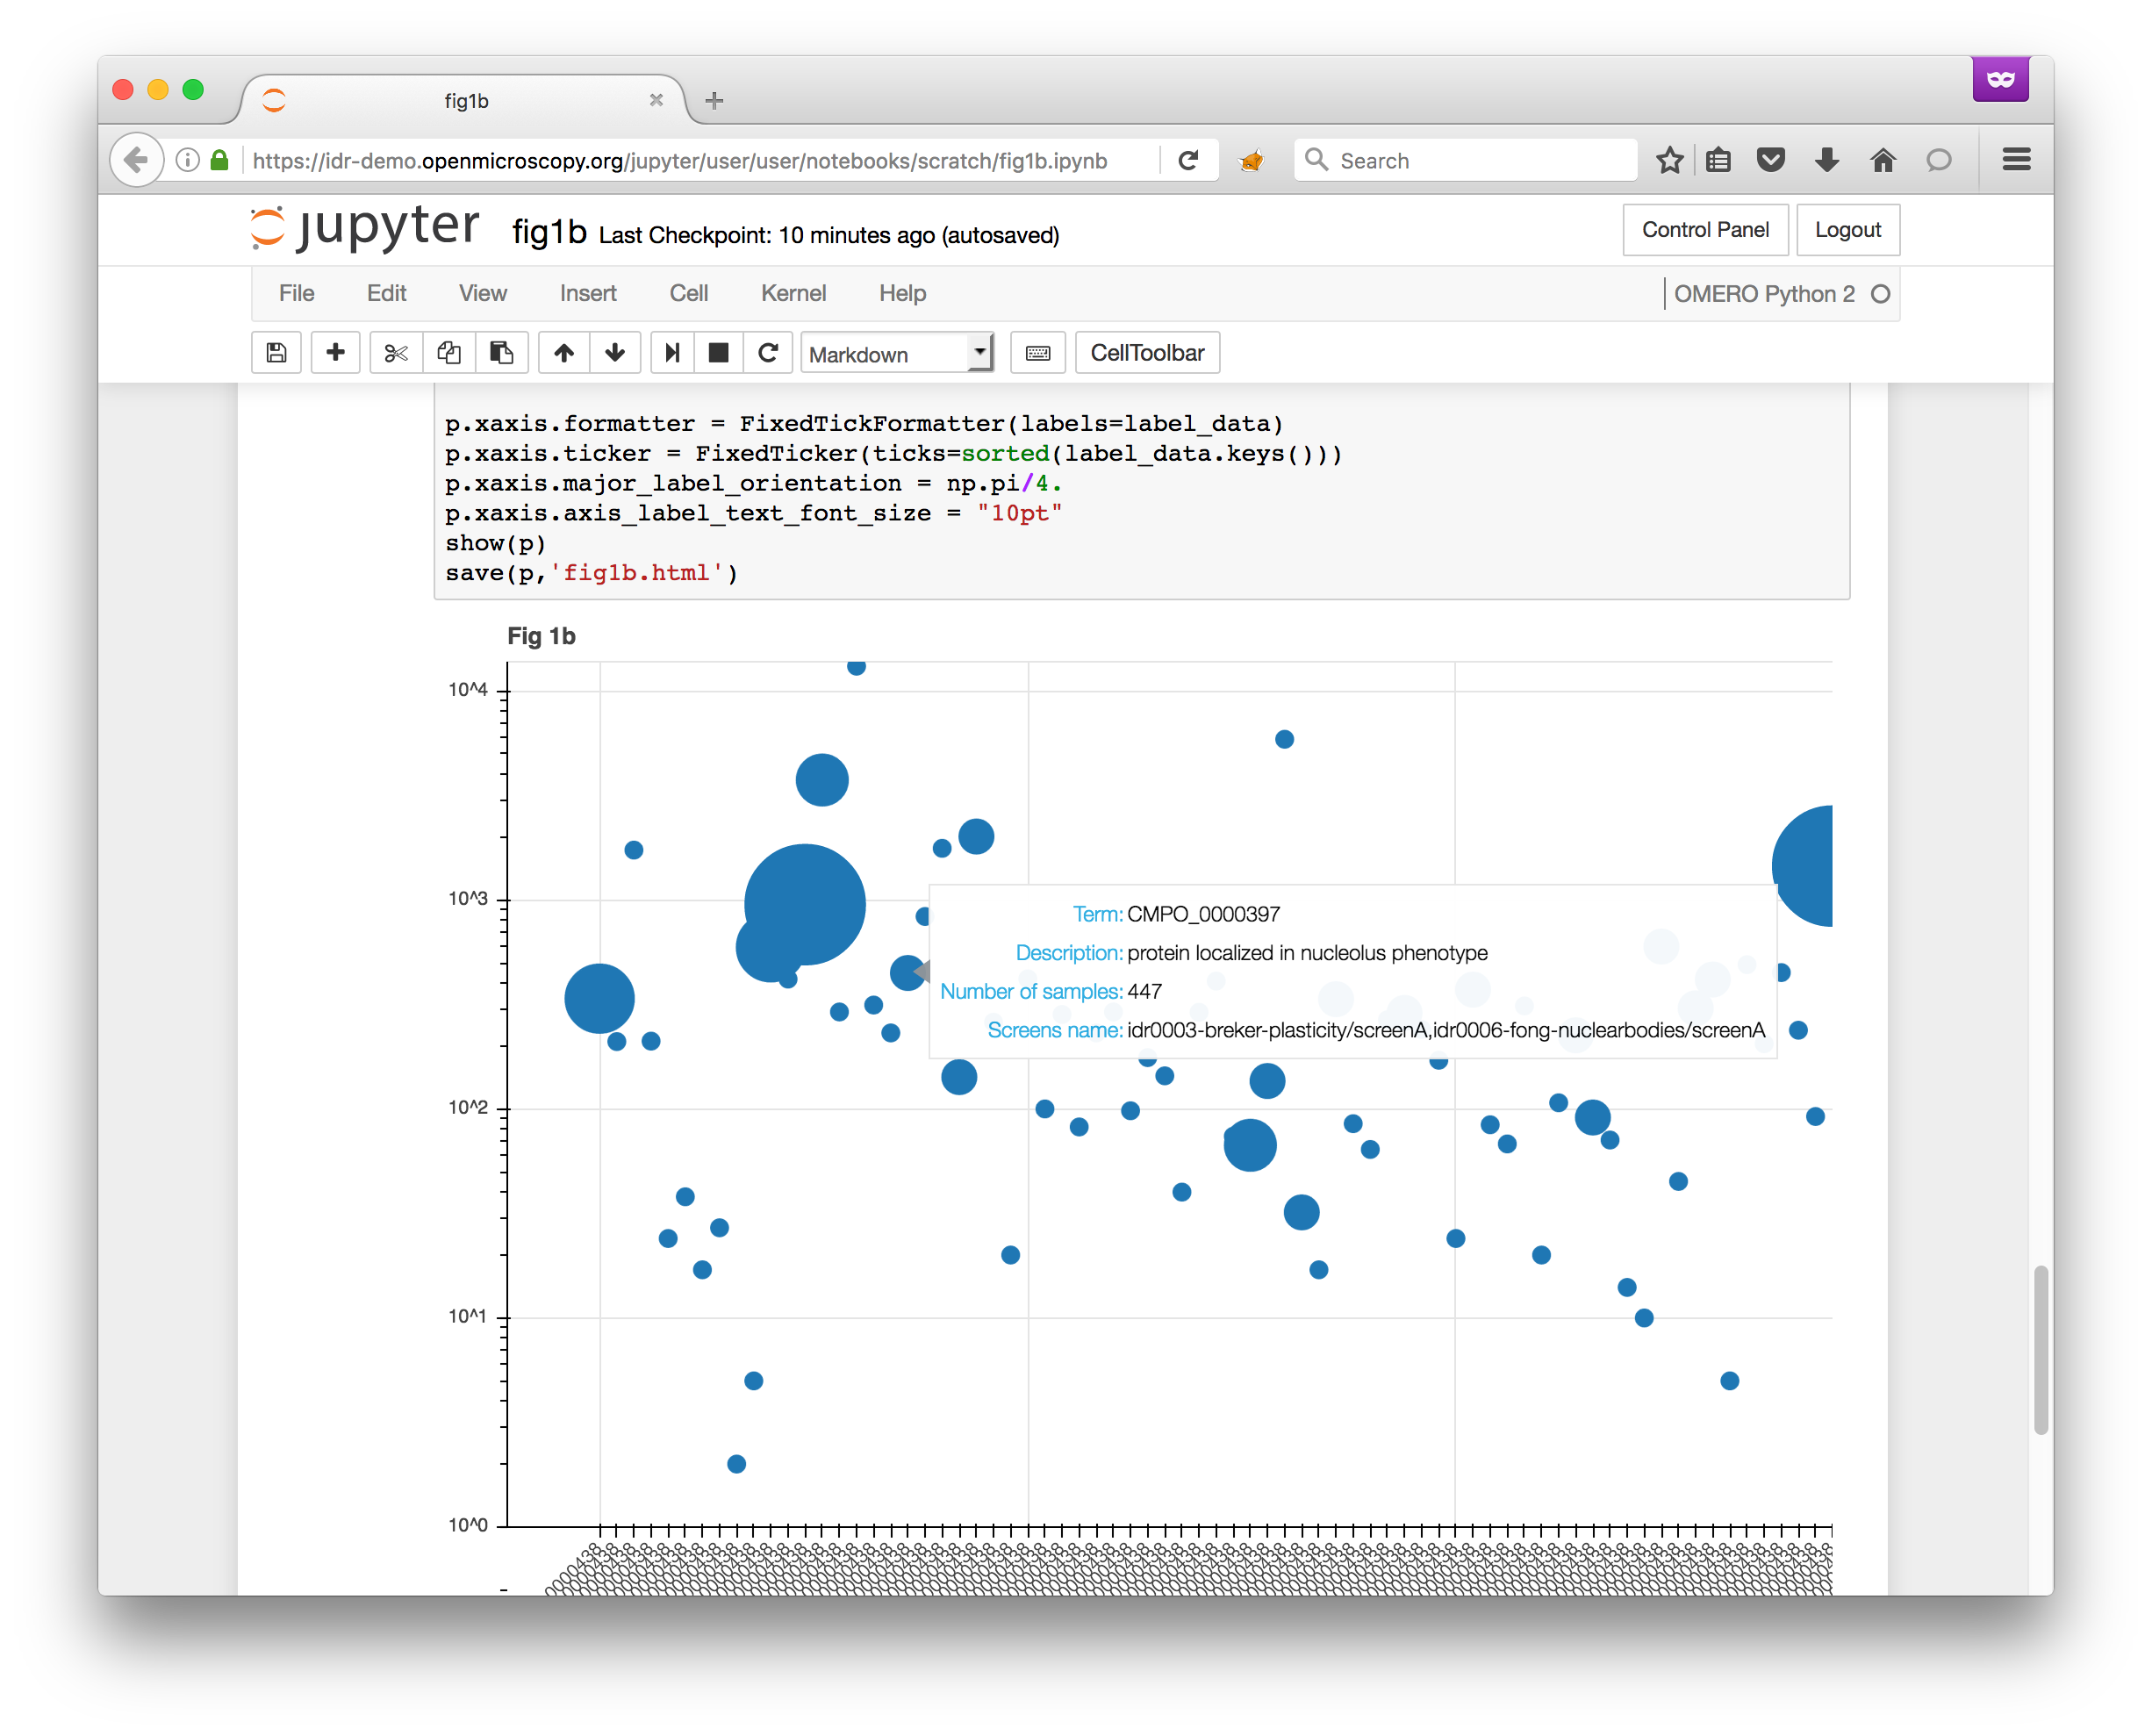 fig1b
https://idr-demo.openmicroscopy.org/jupyter/user/user/notebooks/scratch/fig1b.ipynb
Search
jupyter fig1b Last Checkpoint: 10 minutes ago (autosaved)
Control Panel
Logout
File Edit View Insert Cell Kernel Help
OMERO Python 2
Markdown
CellToolbar
p.xaxis.formatter = FixedTickFormatter(labels=label_data)
p.xaxis.ticker = FixedTicker(ticks=sorted(label_data.keys()))
p.xaxis.major_label_orientation = np.pi/4.
p.xaxis.axis_label_text_font_size = "10pt"
show(p)
save(p,'fig1b.html')
Fig 1b
10^4
10^3
Term: CMPO_0000397
Description: protein localized in nucleolus phenotype
Number of samples: 447
Screens name: idr0003-breker-plasticity/screenA,idr0006-fong-nuclearbodies/screenA
10^2
10^1
10^0